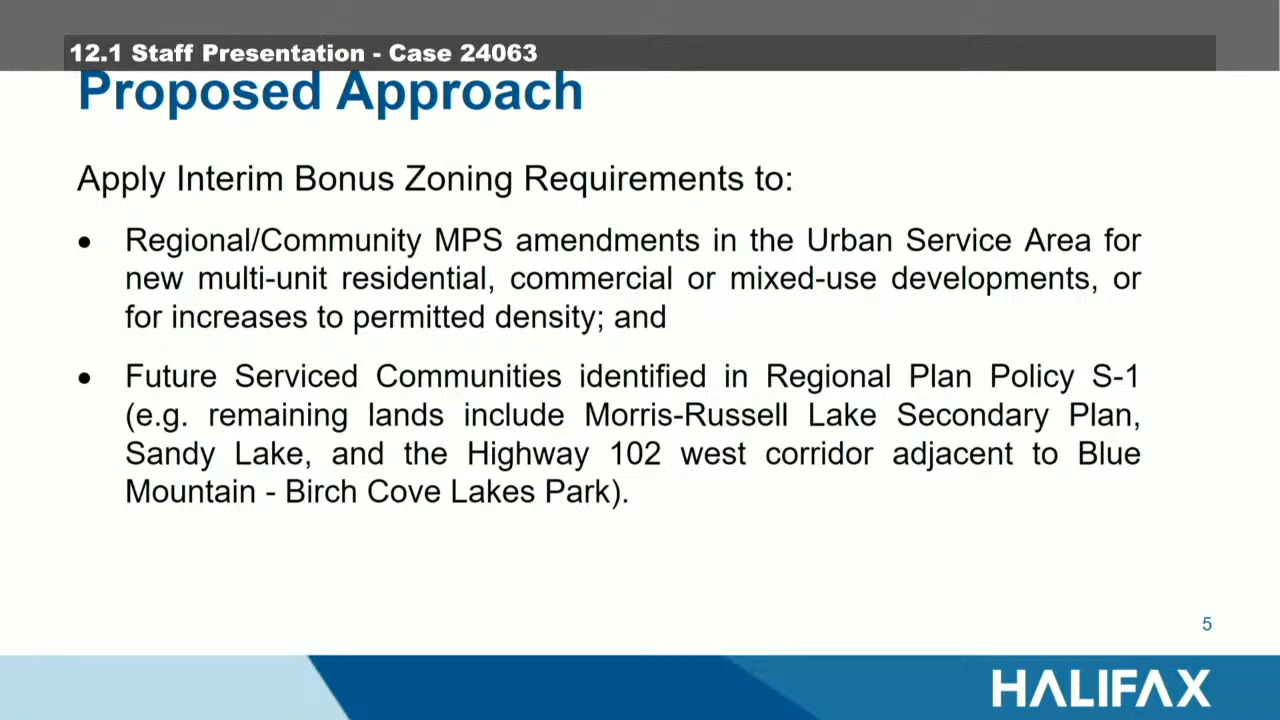 12.1 Staff Presentation - Case 24063
Proposed Approach
Apply Interim Bonus Zoning Requirements to:
• Regional/Community MPS amendments in the Urban Service Area for
new multi-unit residential, commercial or mixed-use developments, or
for increases to permitted density; and
• Future Serviced Communities identified in Regional Plan Policy S-1
(e.g. remaining lands include Morris-Russell Lake Secondary Plan,
Sandy Lake, and the Highway 102 west corridor adjacent to Blue
Mountain - Birch Cove Lakes Park).
5
HALIFAX